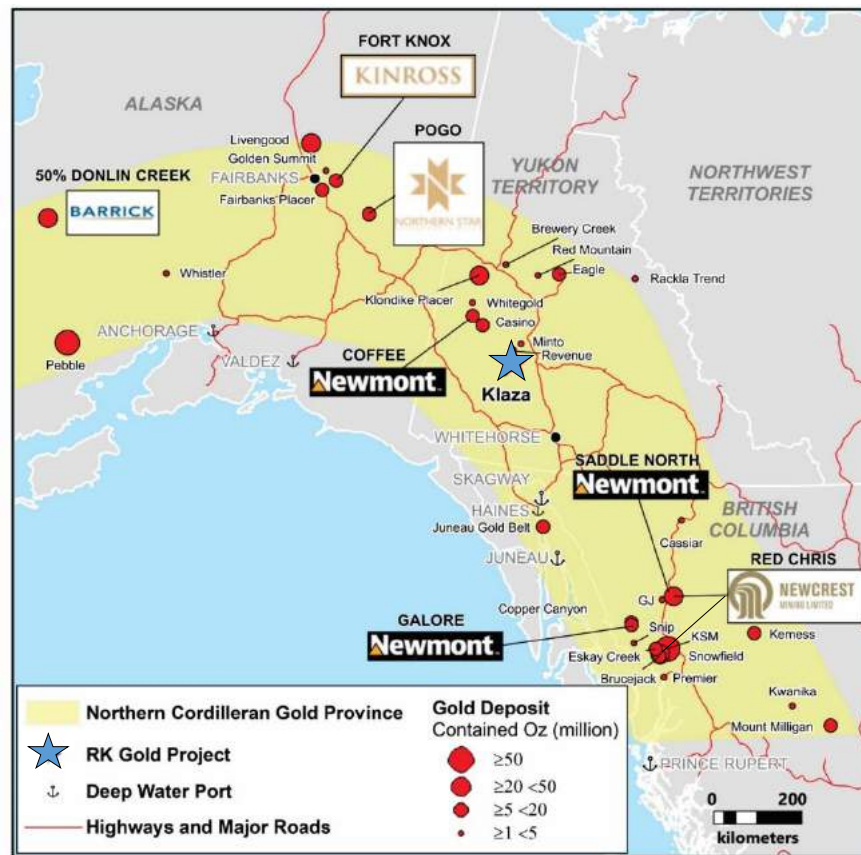 FORT KNOX
KINROSS
ALASKA
POGO
NORTHERN STAR
Livengood
Golden Summit
50% DONLIN CREEK
FAIRBANKS
BARRICK
Fairbanks Placer
YUKON
TERRITORY
NORTHWEST
TERRITORIES
Brewery Creek
Red Mountain
Eagle
Whistler
Rackla Trend
Klondike Placer
Whitegold
Casino
ANCHORAGE
Minto
Revenue
Pebble
VALDEZ
COFFEE
Newmont
Klaza
WHITEHORSE
SADDLE NORTH
Newmont
SKAGWAY
HAINES
BRITISH
COLUMBIA
Juneau Gold Belt
Cassiar
JUNEAU
RED CHRIS
NEWCREST
MINING LIMITED
GJ
Copper Canyon
GALORE
Newmont
Snip
KSM
Kemess
Eskay Creek
Snowfield
Brucejack
Premier
Kwanika
Mount Milligan
PRINCE RUPERT
Northern Cordilleran Gold Province
RK Gold Project
Deep Water Port
Highways and Major Roads
Gold Deposit
Contained Oz (million)
≥50
≥20 <50
≥5 <20
≥1 <5
0 200
kilometers